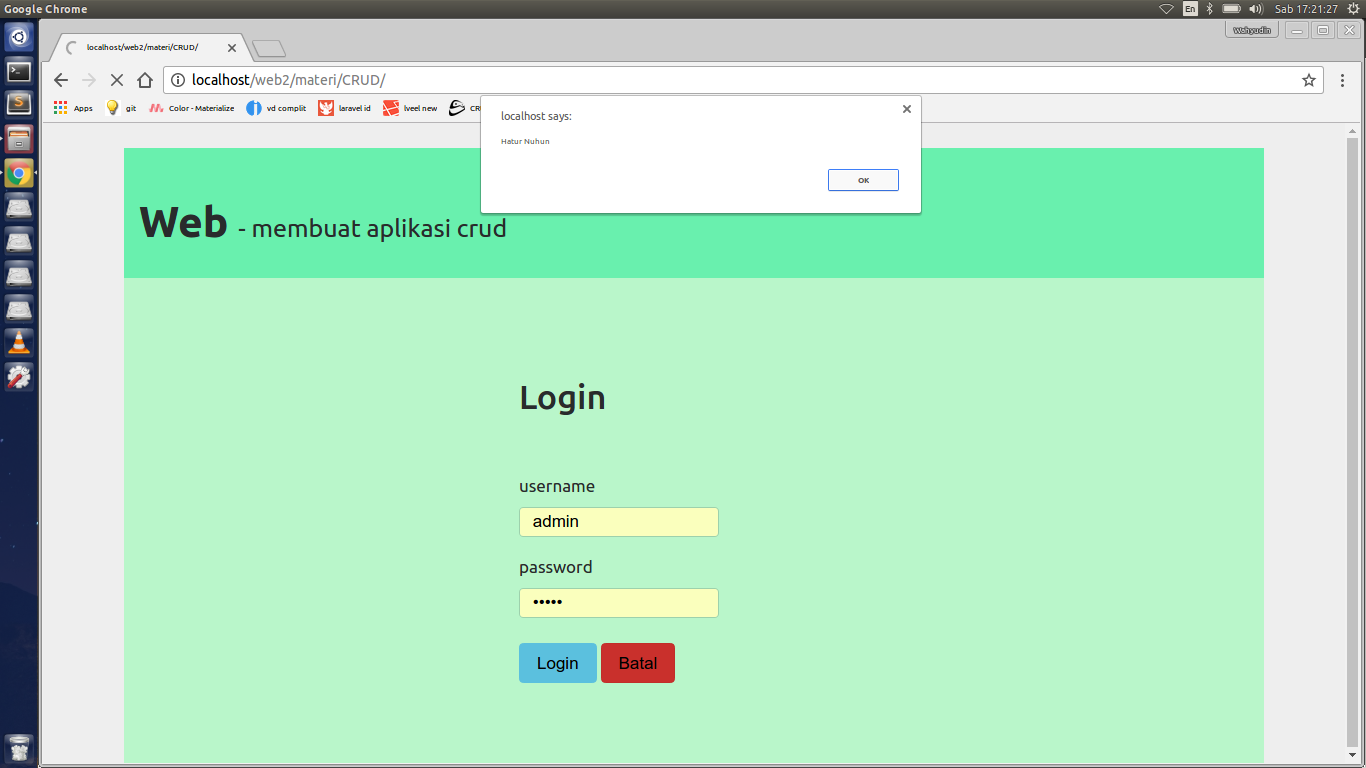 Google Chrome
En
Sab 17:21:27
localhost/web2/materi/CRUD/
Wahyudin
localhost/web2/materi/CRUD/
Apps git Color - Materialize vd complit laravel id lveel new
localhost says:
Hatur Nuhun
OK
Web - membuat aplikasi crud
Login
username
admin
password
•••••
Login Batal